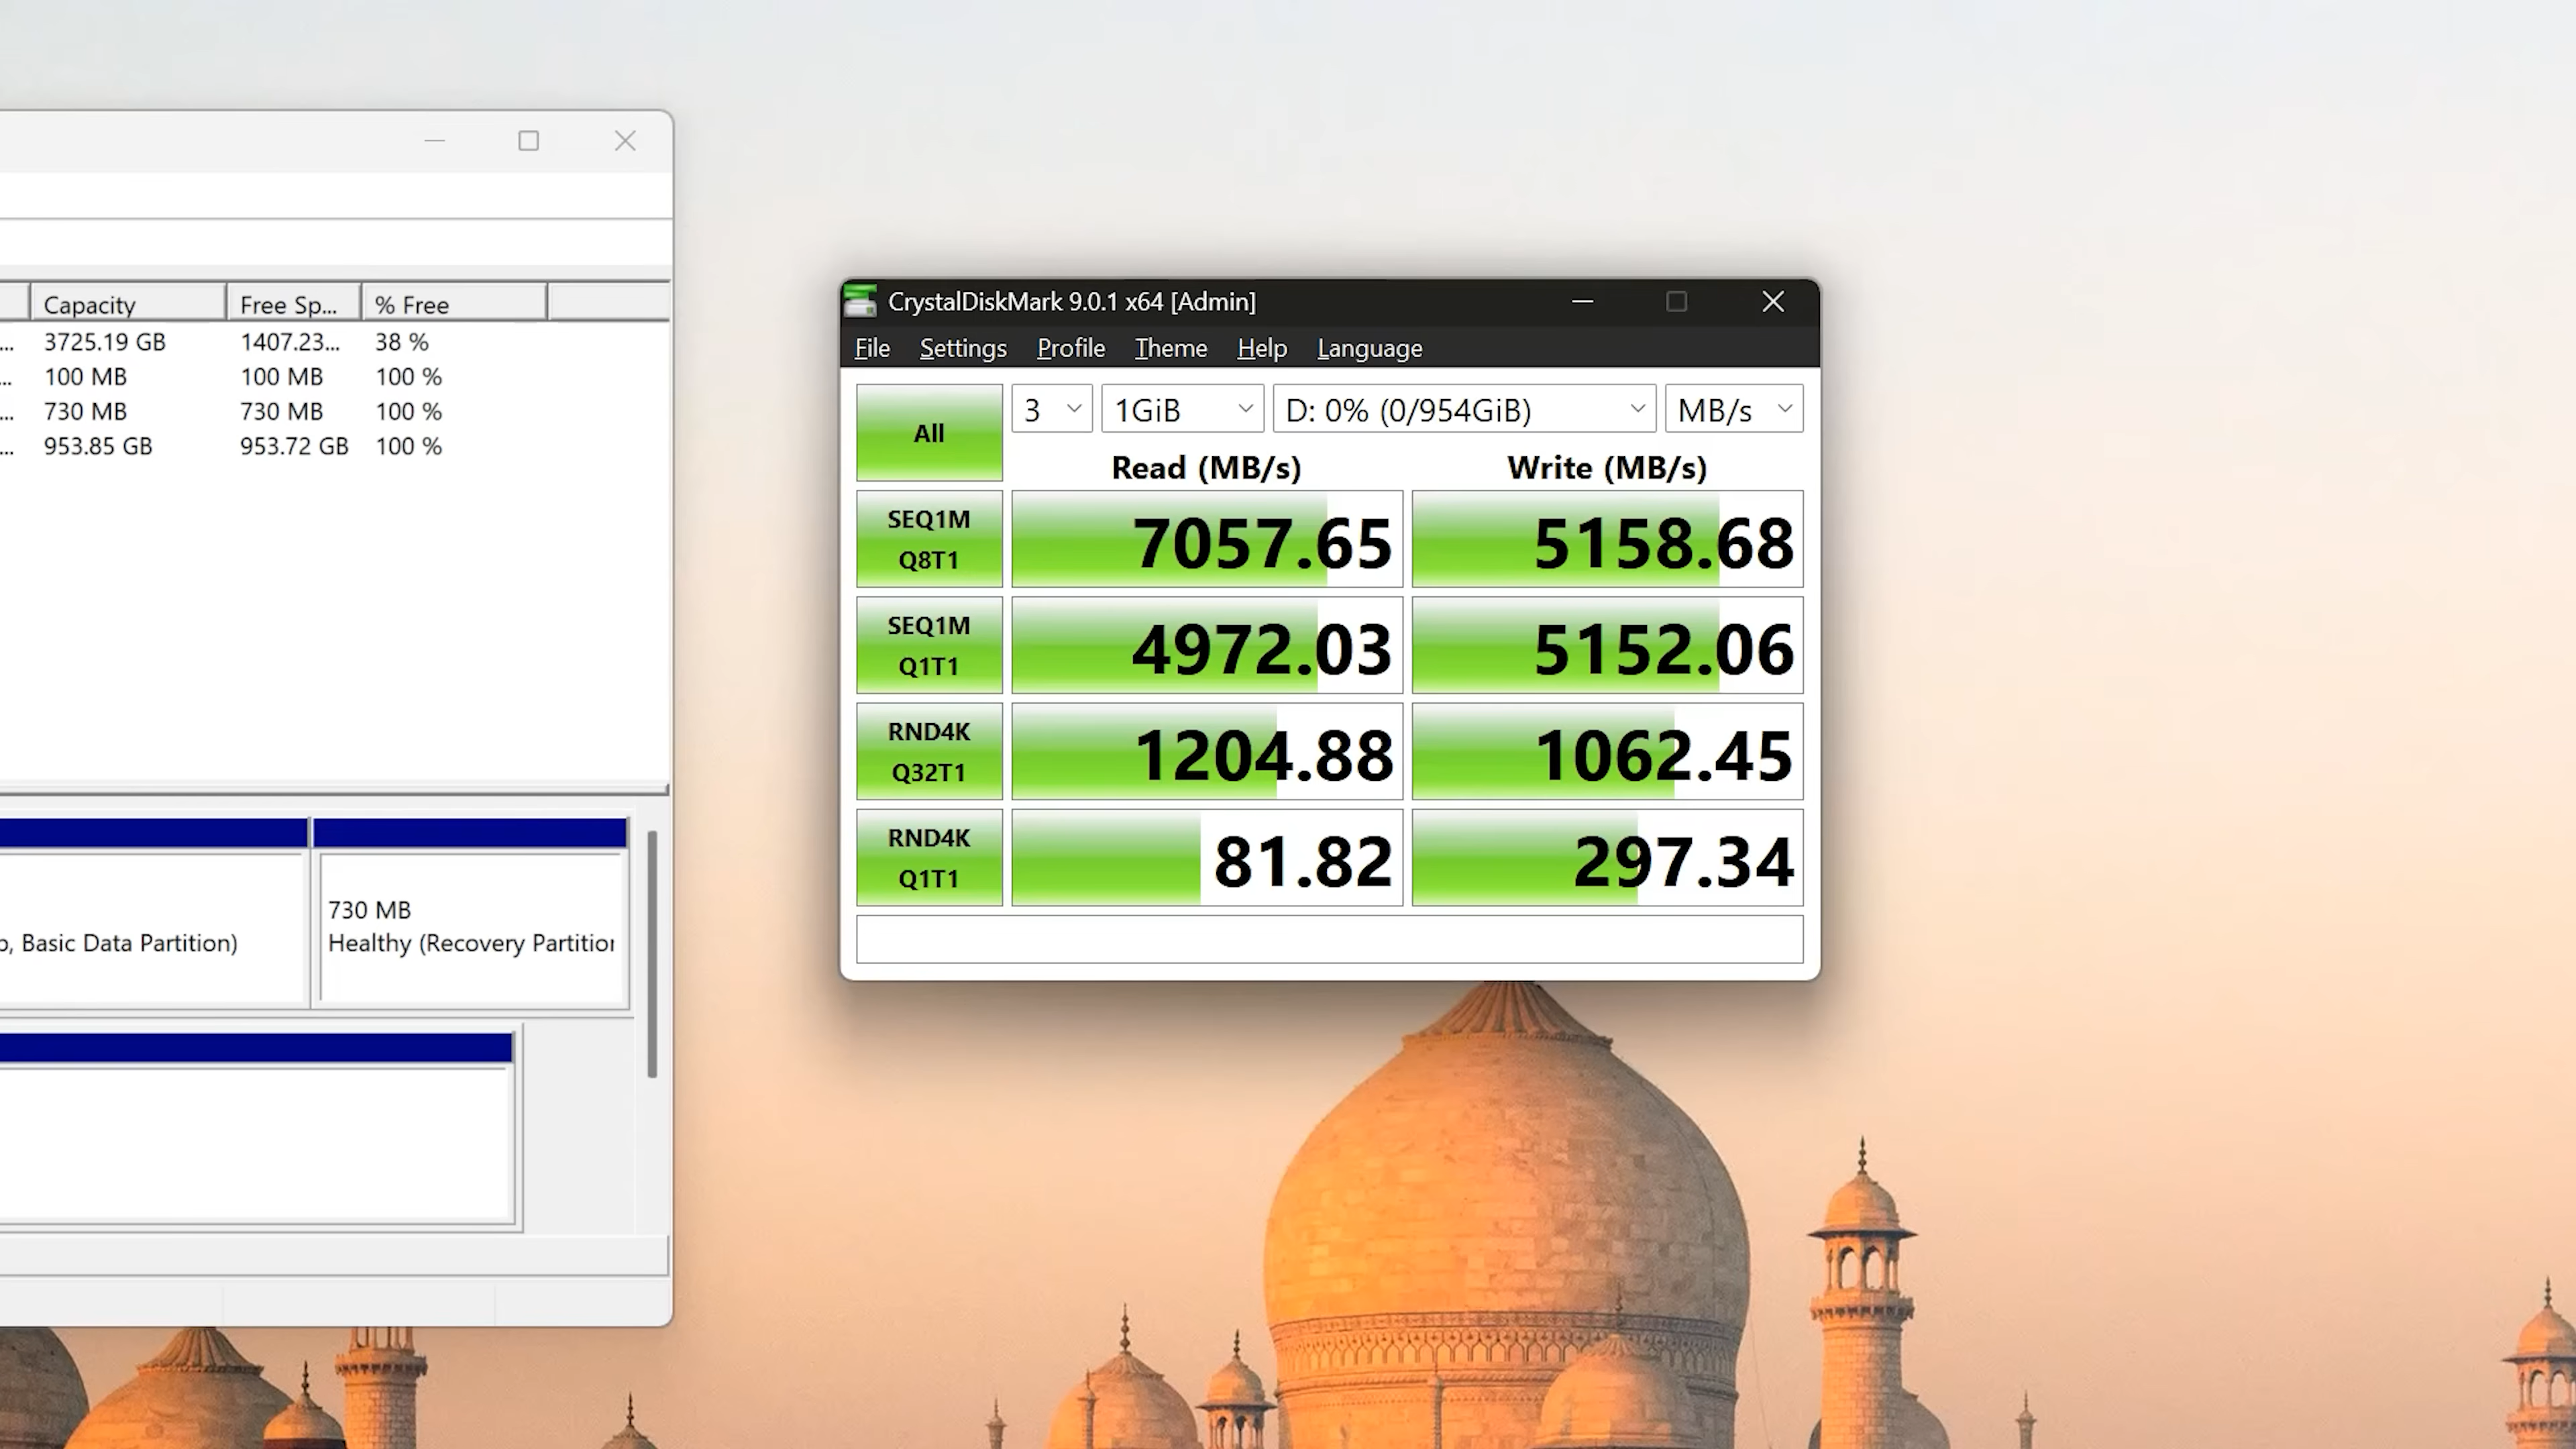 Capacity Free Sp... % Free
... 3725.19 GB 1407.23... 38 %
... 100 MB 100 MB 100 %
... 730 MB 730 MB 100 %
... 953.85 GB 953.72 GB 100 %
730 MB
Basic Data Partition) Healthy (Recovery Partition
CrystalDiskMark 9.0.1 x64 [Admin]
File Settings Profile Theme Help Language
All 3 1GiB D: 0% (0/954GiB) MB/s
Read (MB/s) Write (MB/s)
SEQ1M
Q8T1 7057.65 5158.68
SEQ1M
Q1T1 4972.03 5152.06
RND4K
Q32T1 1204.88 1062.45
RND4K
Q1T1 81.82 297.34